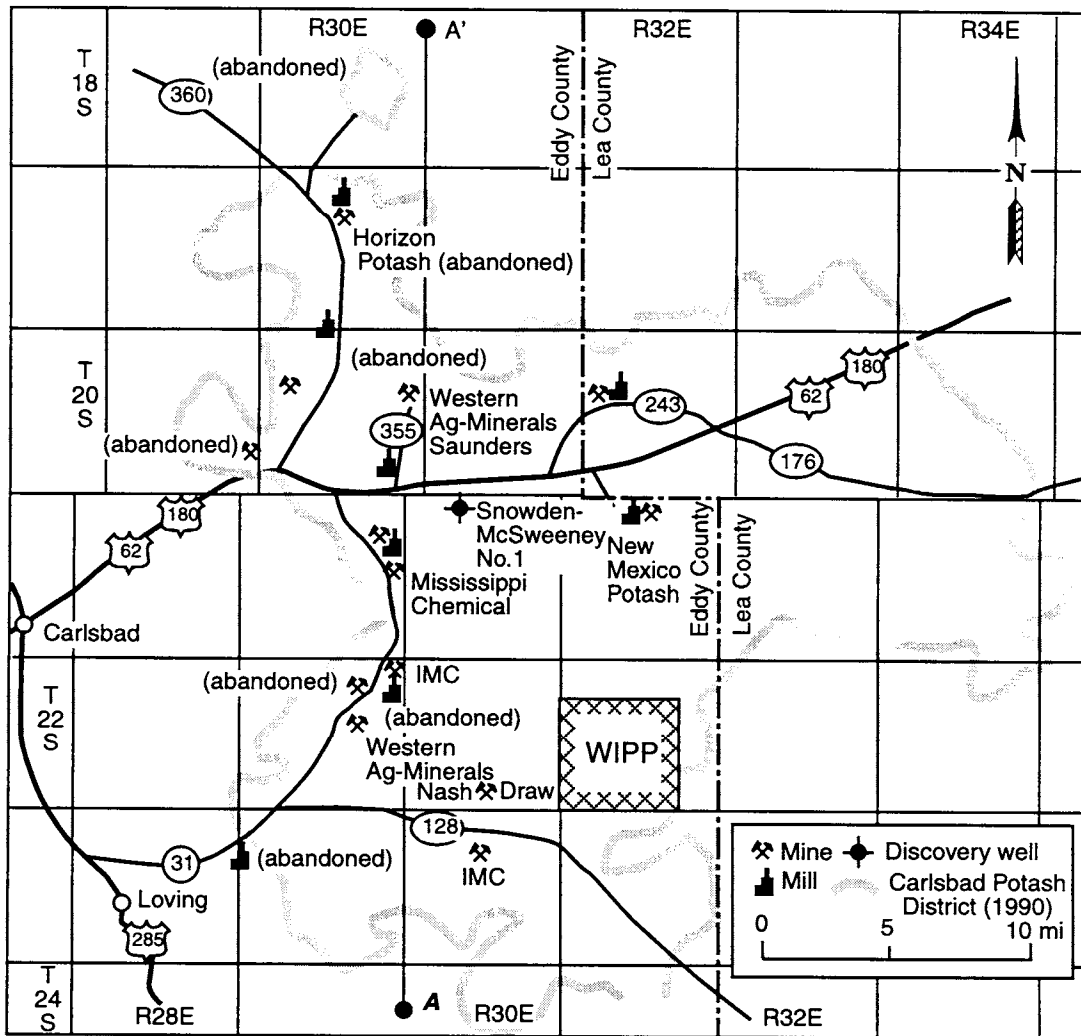 R30E
A'
R32E
R34E
T
18
S
(abandoned)
360
Eddy County
Lea County
N
Horizon
Potash (abandoned)
T
20
S
(abandoned)
180
62
Western
Ag-Minerals
Saunders
243
355
(abandoned)
176
180
62
Snowden-
McSweeney
No.1
New
Mexico
Potash
Eddy County
Lea County
Mississippi
Chemical
Carlsbad
IMC
(abandoned)
T
22
S
(abandoned)
WIPP
Western
Ag-Minerals
Nash Draw
128
31
(abandoned)
IMC
Loving
285
T
24
S
R28E
A
R30E
R32E
Mine
Discovery well
Mill
Carlsbad Potash
District (1990)
0 5 10 mi